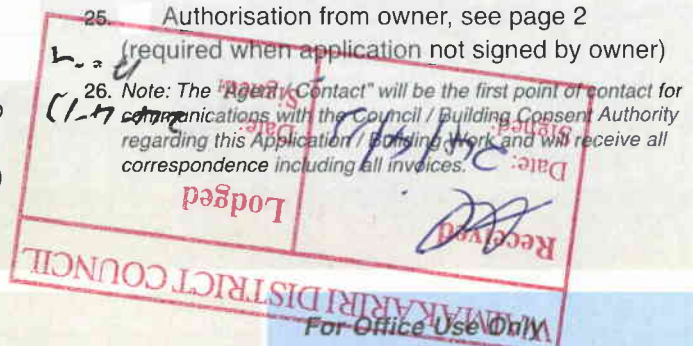 25. Authorisation from owner, see page 2
(required when application not signed by owner)
26. Note: The "Agent / Contact" will be the first point of contact for
communications with the Council / Building Consent Authority
regarding this Application / Building Work and will receive all
correspondence including all invoices.
For Office Use Only
WAIMAKARIRI DISTRICT COUNCIL
Received
Date:
Signed:
Lodged
Date:
Signed: